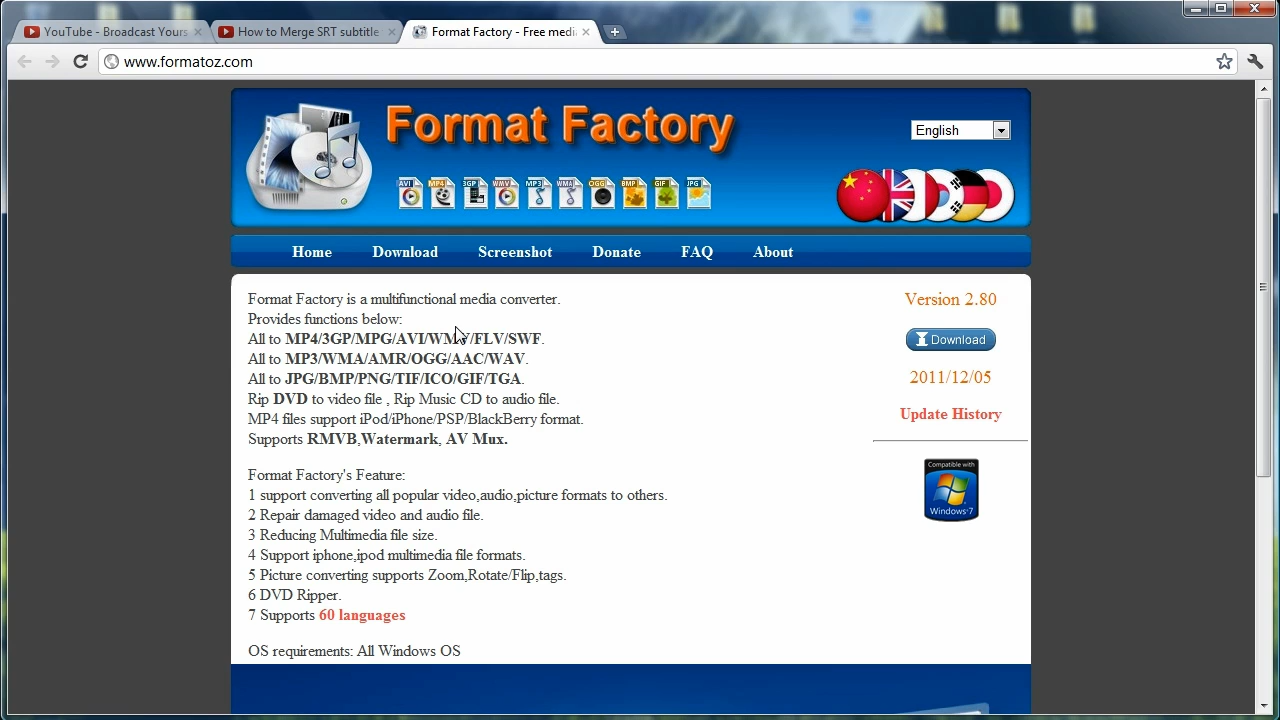 YouTube - Broadcast Yours
How to Merge SRT subtitle
Format Factory - Free medi
www.formatoz.com
Format Factory
English
AVI MP4 3GP WMV MP3 WMA OGG BMP GIF JPG
Home Download Screenshot Donate FAQ About
Format Factory is a multifunctional media converter.
Provides functions below:
All to MP4/3GP/MPG/AVI/WMV/FLV/SWF.
All to MP3/WMA/AMR/OGG/AAC/WAV.
All to JPG/BMP/PNG/TIF/ICO/GIF/TGA.
Rip DVD to video file , Rip Music CD to audio file.
MP4 files support iPod/iPhone/PSP/BlackBerry format.
Supports RMVB,Watermark, AV Mux.
Format Factory's Feature:
1 support converting all popular video,audio,picture formats to others.
2 Repair damaged video and audio file.
3 Reducing Multimedia file size.
4 Support iphone,ipod multimedia file formats.
5 Picture converting supports Zoom,Rotate/Flip,tags.
6 DVD Ripper.
7 Supports 60 languages
OS requirements: All Windows OS
Version 2.80
Download
2011/12/05
Update History
Compatible with
Windows 7